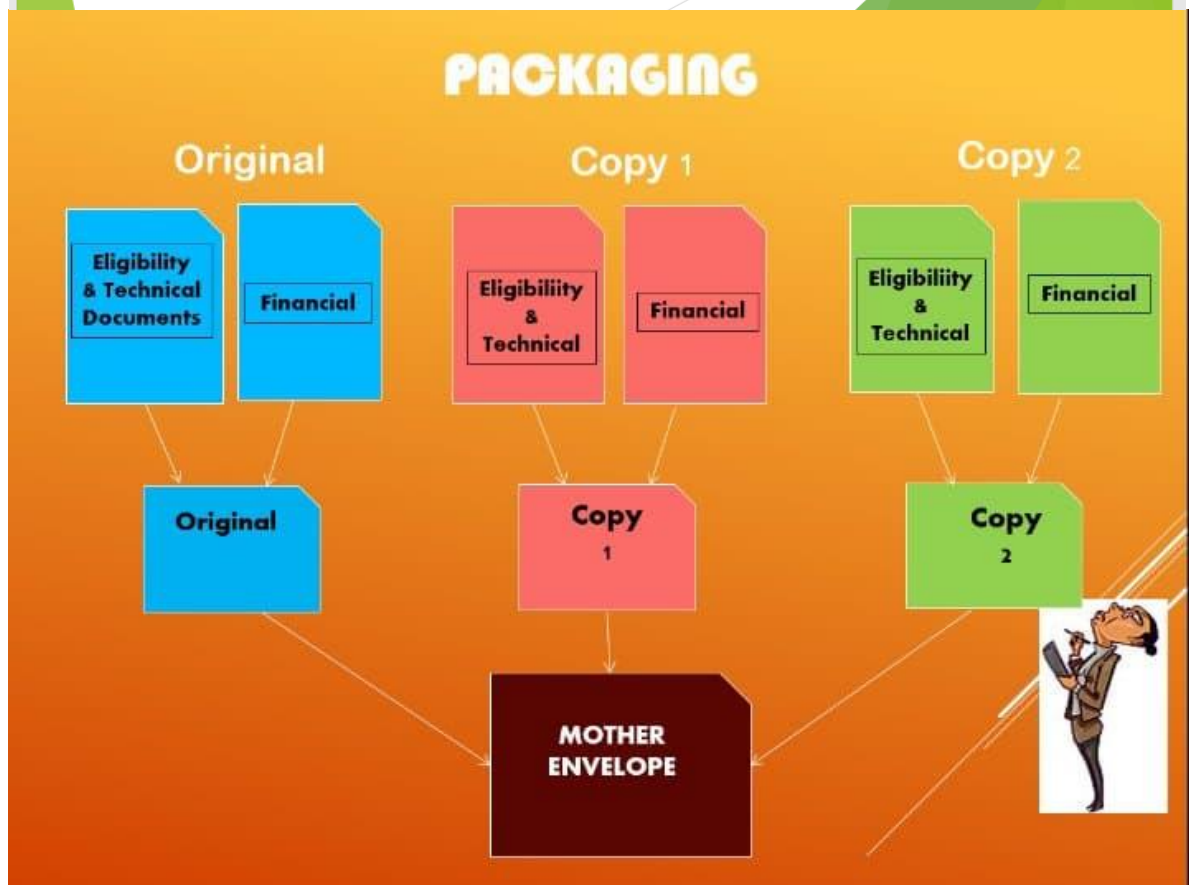 PACKAGING
Original
Copy 1
Copy 2
Eligibility
& Technical
Documents
Financial
Eligibiliity
&
Technical
Financial
Eligibiliity
&
Technical
Financial
Original
Copy
1
Copy
2
MOTHER
ENVELOPE